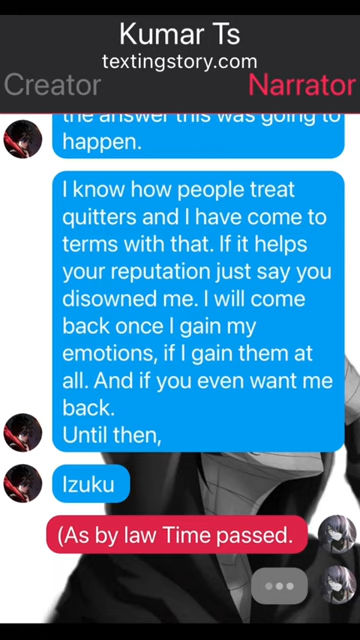 Kumar Ts
textingstory.com
Creator
Narrator
the answer this was going to
happen.
I know how people treat
quitters and I have come to
terms with that. If it helps
your reputation just say you
disowned me. I will come
back once I gain my
emotions, if I gain them at
all. And if you even want me
back.
Until then,
Izuku
(As by law Time passed.